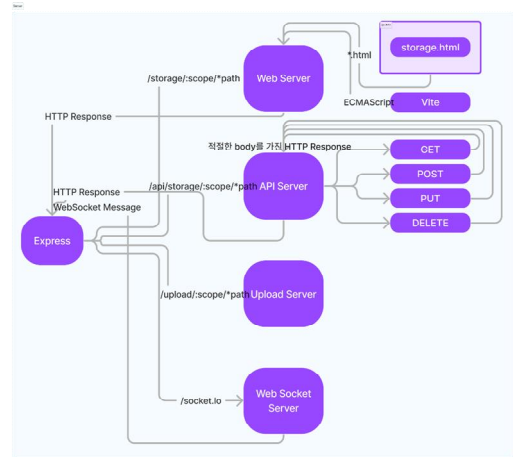 *.html
storage.html
Web Server
/storage/:scope/*path
ECMAScript
Vite
HTTP Response
적절한 body를 가진 HTTP Response
GET
POST
HTTP Response
/api/storage/:scope/*path
API Server
PUT
WebSocket Message
DELETE
Express
/upload/:scope/*path
Upload Server
/socket.io
Web Socket
Server